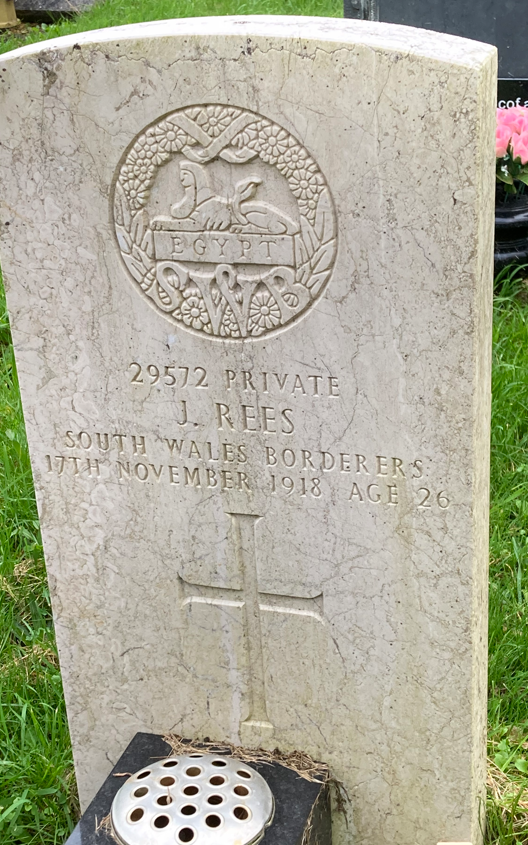 EGYPT
SWB
29572 PRIVATE
J. REES
SOUTH WALES BORDERERS
17TH NOVEMBER 1918 AGE 26